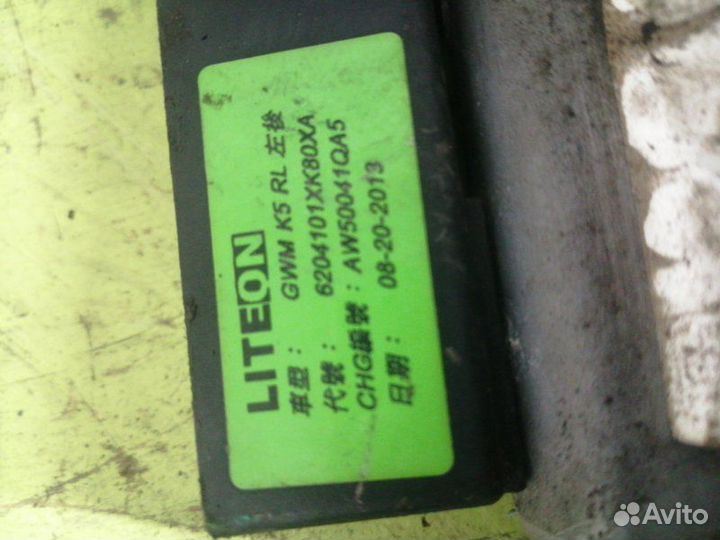 LITEON
車型： GWM K5 RL 左後
代號： 6204101XK80XA
CHG編號：AW50041QA5
日期： 08-20-2013
Avito